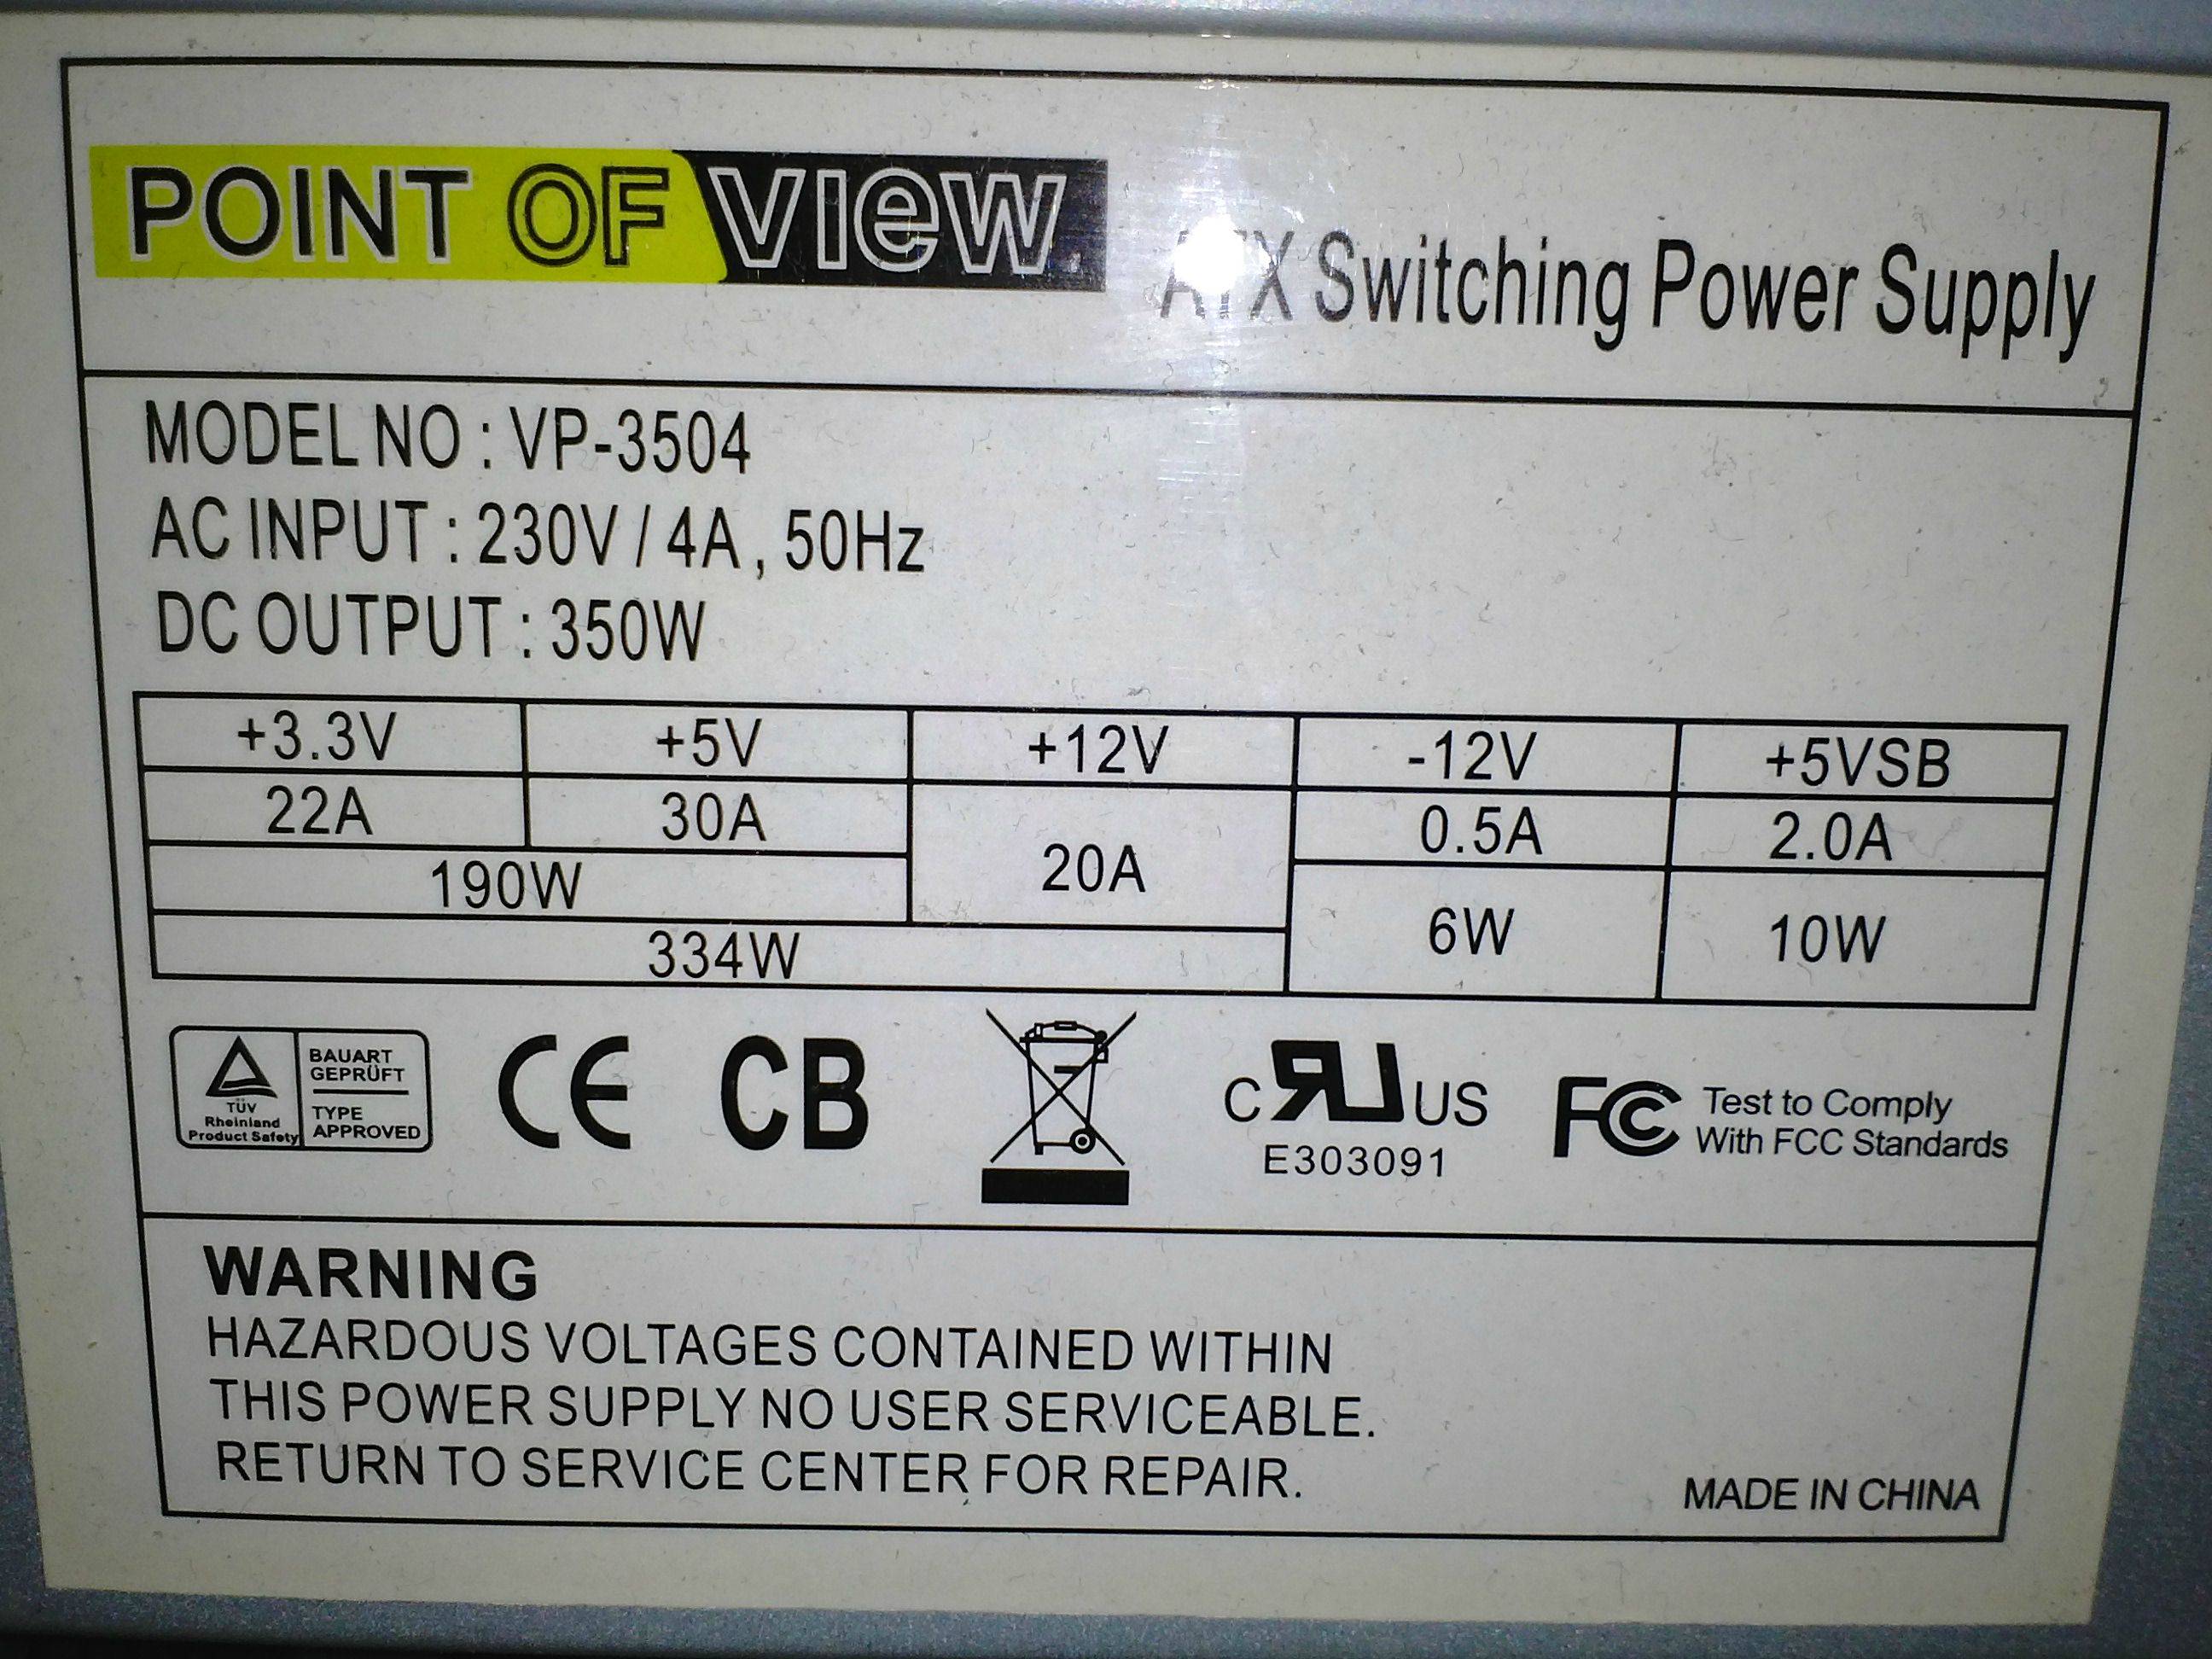 POINT OF VIEW
ATX Switching Power Supply
MODEL NO : VP-3504
AC INPUT : 230V / 4A , 50Hz
DC OUTPUT : 350W
+3.3V +5V +12V -12V +5VSB
22A 30A 20A 0.5A 2.0A
190W
6W 10W
334W
TÜV
Rheinland
Product Safety
BAUART
GEPRÜFT
TYPE
APPROVED
CE
CB
C RU US
E303091
FC
Test to Comply
With FCC Standards
WARNING
HAZARDOUS VOLTAGES CONTAINED WITHIN
THIS POWER SUPPLY NO USER SERVICEABLE.
RETURN TO SERVICE CENTER FOR REPAIR.
MADE IN CHINA